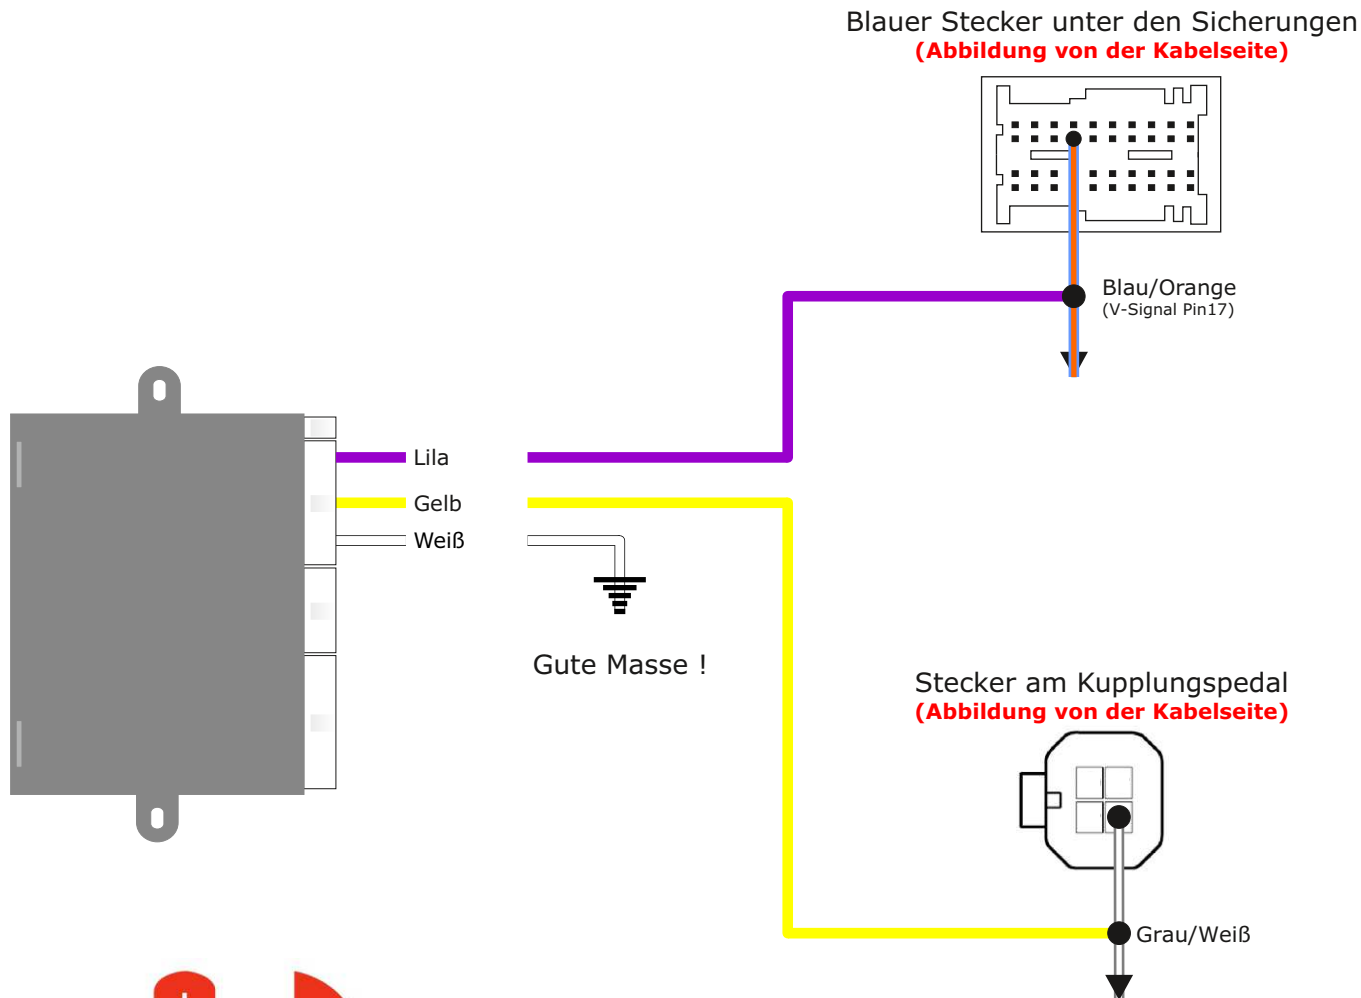 Blauer Stecker unter den Sicherungen
(Abbildung von der Kabelseite)
Blau/Orange
(V-Signal Pin17)
Lila
Gelb
Weiß
Gute Masse !
Stecker am Kupplungspedal
(Abbildung von der Kabelseite)
Grau/Weiß